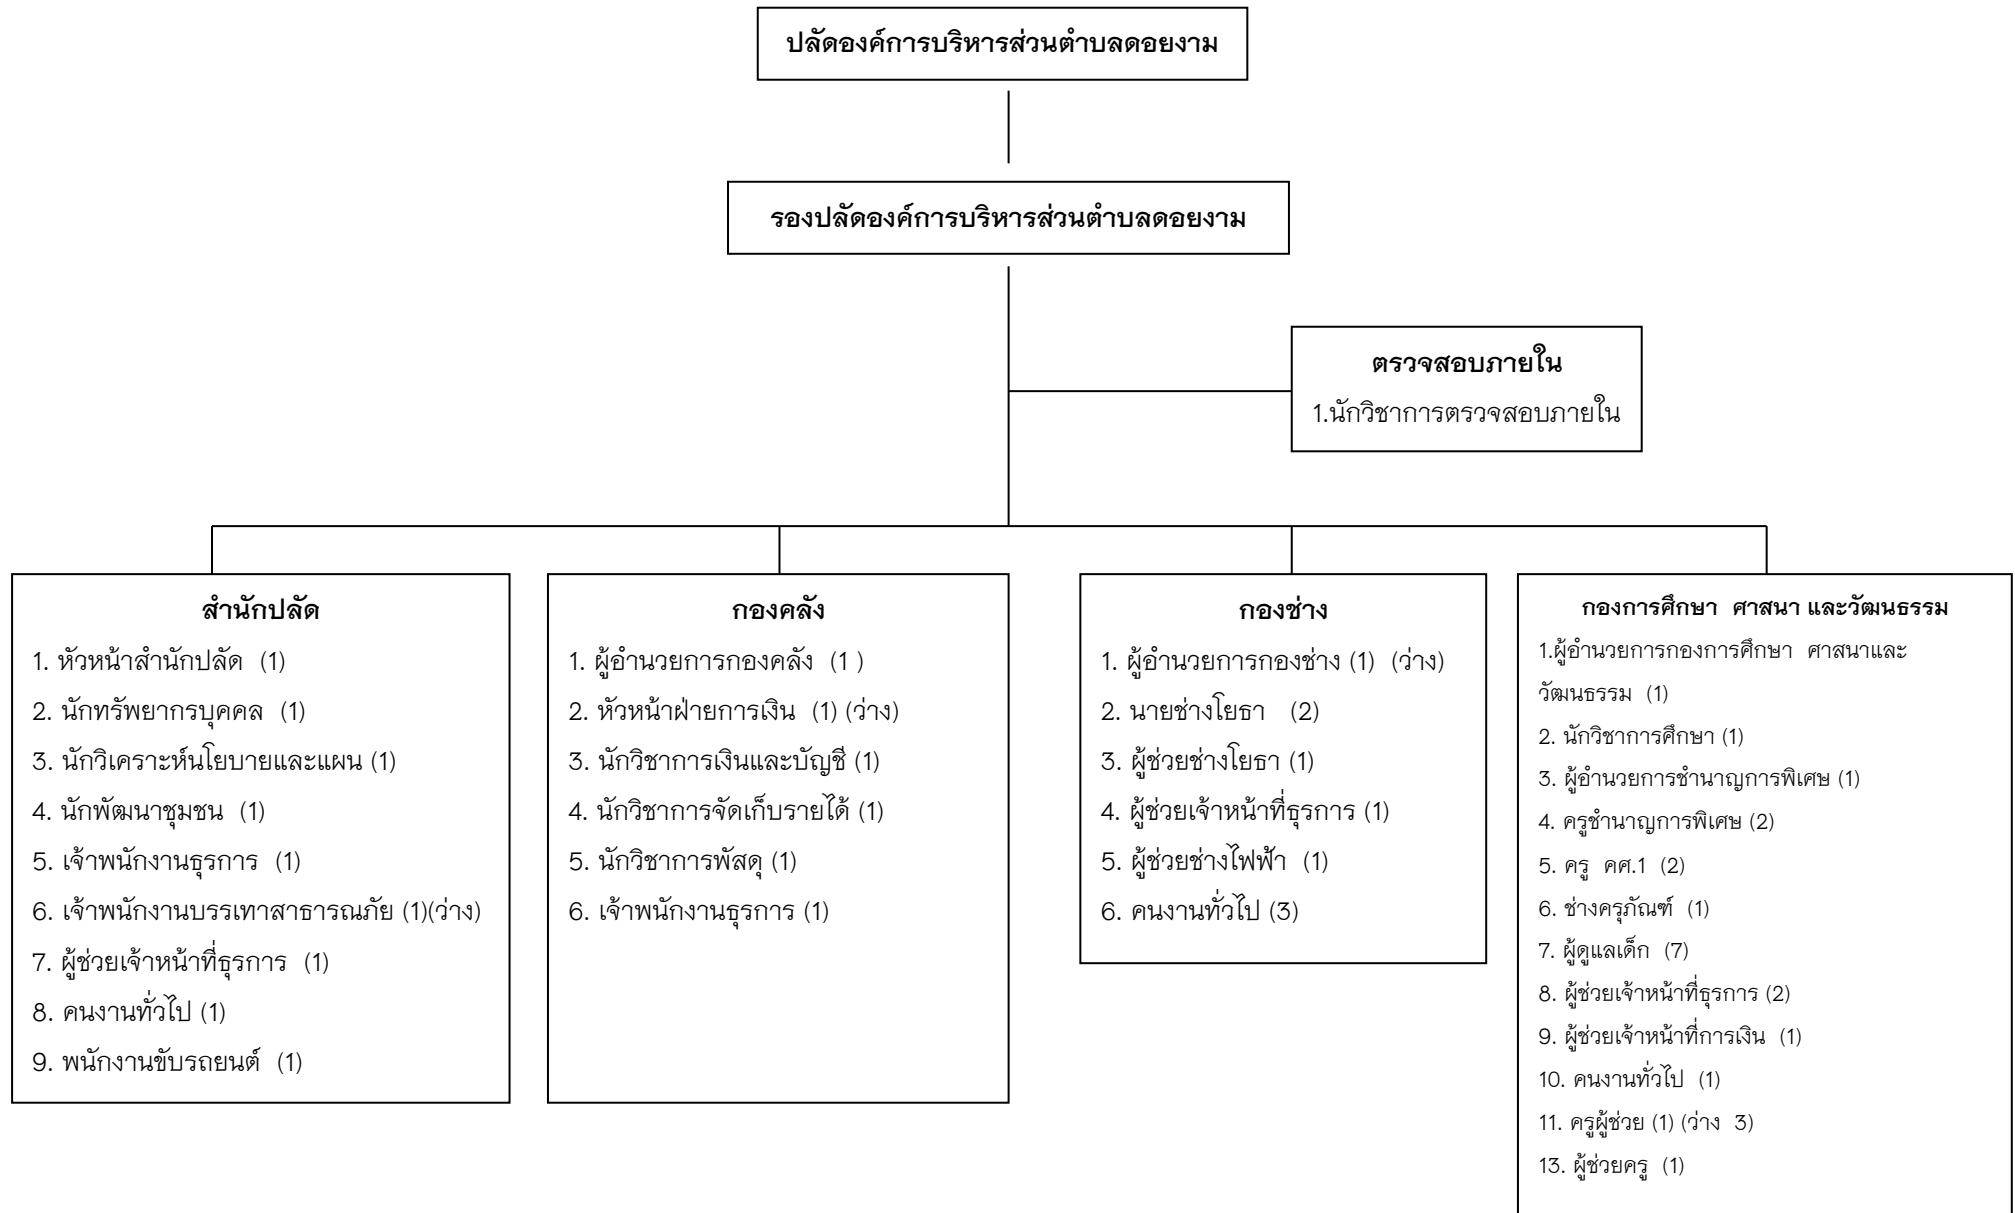 ปลัดองค์การบริหารส่วนตำบลดอยงาม
รองปลัดองค์การบริหารส่วนตำบลดอยงาม
ตรวจสอบภายใน
1.นักวิชาการตรวจสอบภายใน
สำนักปลัด
1. หัวหน้าสำนักปลัด (1)
2. นักทรัพยากรบุคคล (1)
3. นักวิเคราะห์นโยบายและแผน (1)
4. นักพัฒนาชุมชน (1)
5. เจ้าพนักงานธุรการ (1)
6. เจ้าพนักงานบรรเทาสาธารณภัย (1)(ว่าง)
7. ผู้ช่วยเจ้าหน้าที่ธุรการ (1)
8. คนงานทั่วไป (1)
9. พนักงานขับรถยนต์ (1)
กองคลัง
1. ผู้อำนวยการกองคลัง (1 )
2. หัวหน้าฝ่ายการเงิน (1) (ว่าง)
3. นักวิชาการเงินและบัญชี (1)
4. นักวิชาการจัดเก็บรายได้ (1)
5. นักวิชาการพัสดุ (1)
6. เจ้าพนักงานธุรการ (1)
กองช่าง
1. ผู้อำนวยการกองช่าง (1) (ว่าง)
2. นายช่างโยธา (2)
3. ผู้ช่วยช่างโยธา (1)
4. ผู้ช่วยเจ้าหน้าที่ธุรการ (1)
5. ผู้ช่วยช่างไฟฟ้า (1)
6. คนงานทั่วไป (3)
กองการศึกษา ศาสนา และวัฒนธรรม
1.ผู้อำนวยการกองการศึกษา ศาสนาและ
วัฒนธรรม (1)
2. นักวิชาการศึกษา (1)
3. ผู้อำนวยการชำนาญการพิเศษ (1)
4. ครูชำนาญการพิเศษ (2)
5. ครู คศ.1 (2)
6. ช่างครุภัณฑ์ (1)
7. ผู้ดูแลเด็ก (7)
8. ผู้ช่วยเจ้าหน้าที่ธุรการ (2)
9. ผู้ช่วยเจ้าหน้าที่การเงิน (1)
10. คนงานทั่วไป (1)
11. ครูผู้ช่วย (1) (ว่าง 3)
13. ผู้ช่วยครู (1)